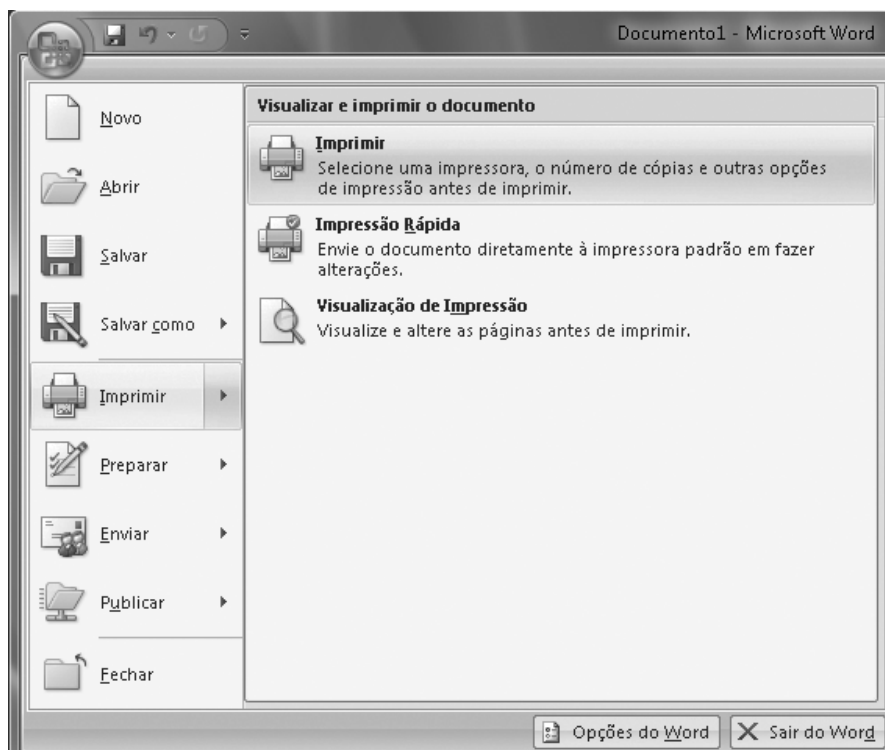 Documento1 - Microsoft Word
Novo
Abrir
Salvar
Salvar como
Imprimir
Preparar
Enviar
Publicar
Fechar
Visualizar e imprimir o documento
Imprimir
Selecione uma impressora, o número de cópias e outras opções
de impressão antes de imprimir.
Impressão Rápida
Envie o documento diretamente à impressora padrão em fazer
alterações.
Visualização de Impressão
Visualize e altere as páginas antes de imprimir.
Opções do Word
Sair do Word